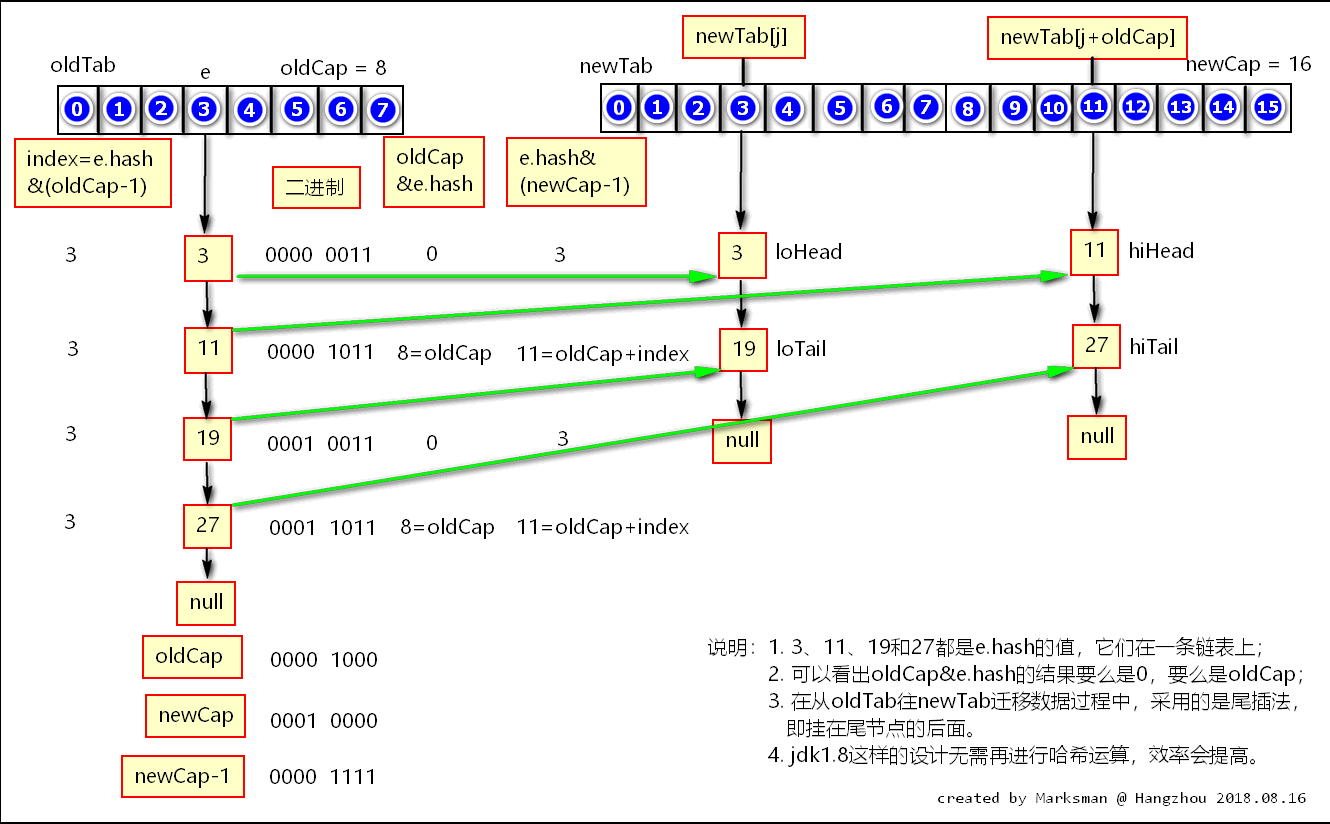 newTab[j]
newTab[j+oldCap]
oldTab
e
oldCap = 8
newTab
newCap = 16
0 1 2 3 4 5 6 7
0 1 2 3 4 5 6 7 8 9 10 11 12 13 14 15
index=e.hash
&(oldCap-1)
二进制
oldCap
&e.hash
e.hash&
(newCap-1)
3 3 0000 0011 0 3 3 loHead 11 hiHead
3 11 0000 1011 8=oldCap 11=oldCap+index 19 loTail 27 hiTail
3 19 0001 0011 0 3 null null
3 27 0001 1011 8=oldCap 11=oldCap+index
null
oldCap 0000 1000
newCap 0001 0000
newCap-1 0000 1111
说明：1. 3、11、19和27都是e.hash的值，它们在一条链表上；
2. 可以看出oldCap&e.hash的结果要么是0，要么是oldCap；
3. 在从oldTab往newTab迁移数据过程中，采用的是尾插法，
即挂在尾节点的后面。
4. jdk1.8这样的设计无需再进行哈希运算，效率会提高。
created by Marksman @ Hangzhou 2018.08.16